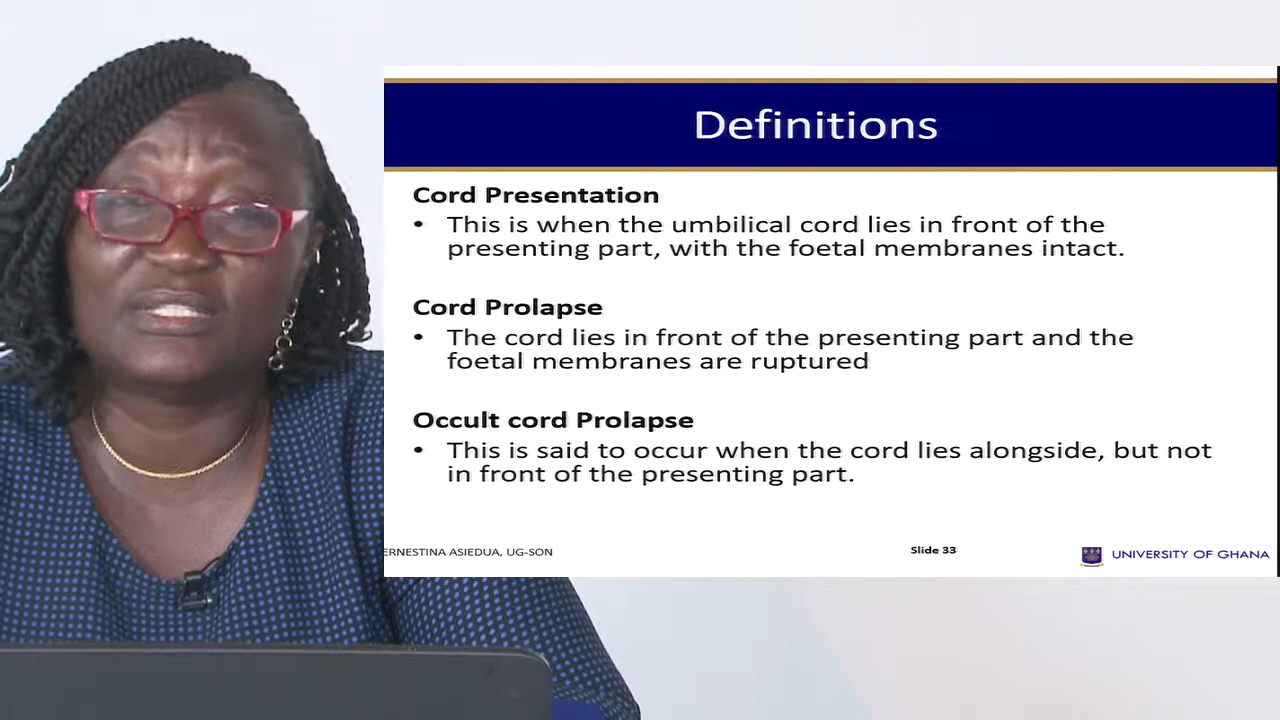 Definitions
Cord Presentation
• This is when the umbilical cord lies in front of the
presenting part, with the foetal membranes intact.
Cord Prolapse
• The cord lies in front of the presenting part and the
foetal membranes are ruptured
Occult cord Prolapse
• This is said to occur when the cord lies alongside, but not
in front of the presenting part.
ERNESTINA ASIEDUA, UG-SON
Slide 33
UNIVERSITY OF GHANA